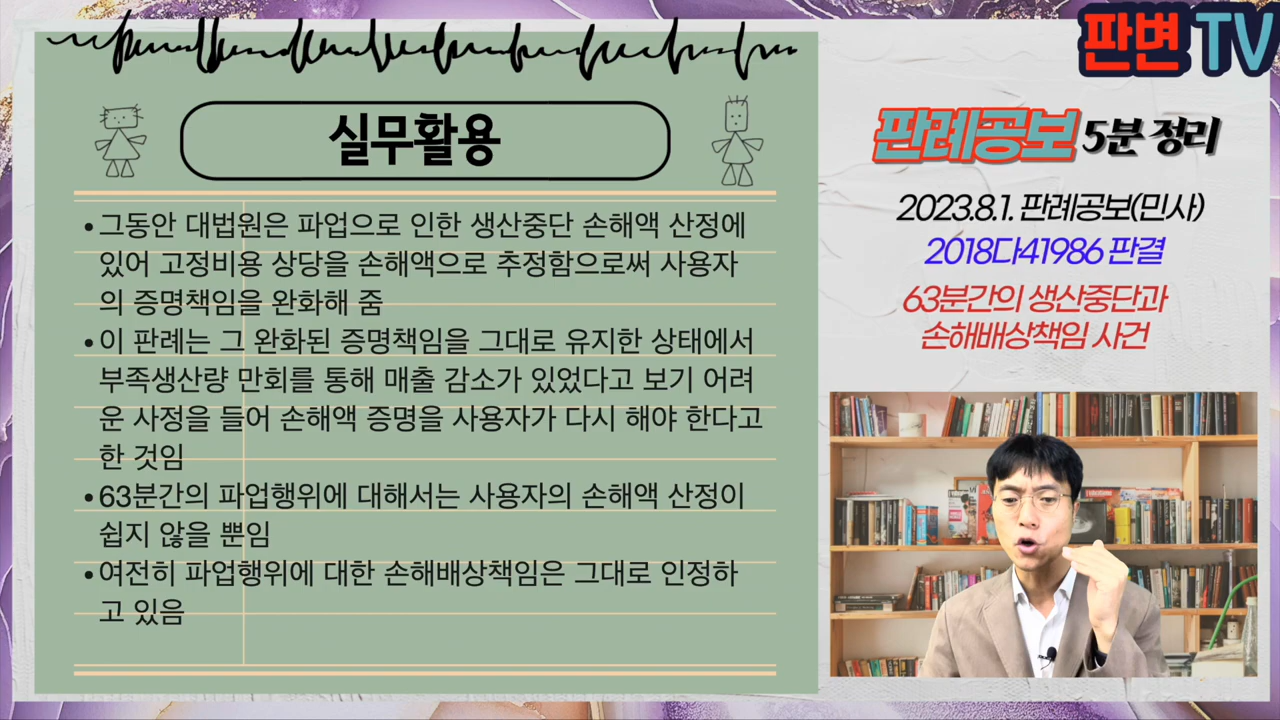 판변 TV
실무활용
•그동안 대법원은 파업으로 인한 생산중단 손해액 산정에
있어 고정비용 상당을 손해액으로 추정함으로써 사용자
의 증명책임을 완화해 줌
•이 판례는 그 완화된 증명책임을 그대로 유지한 상태에서
부족생산량 만회를 통해 매출 감소가 있었다고 보기 어려
운 사정을 들어 손해액 증명을 사용자가 다시 해야 한다고
한 것임
•63분간의 파업행위에 대해서는 사용자의 손해액 산정이
쉽지 않을 뿐임
•여전히 파업행위에 대한 손해배상책임은 그대로 인정하
고 있음
판례공보 5분 정리
2023.8.1. 판례공보(민사)
2018다41986 판결
63분간의 생산중단과
손해배상책임 사건